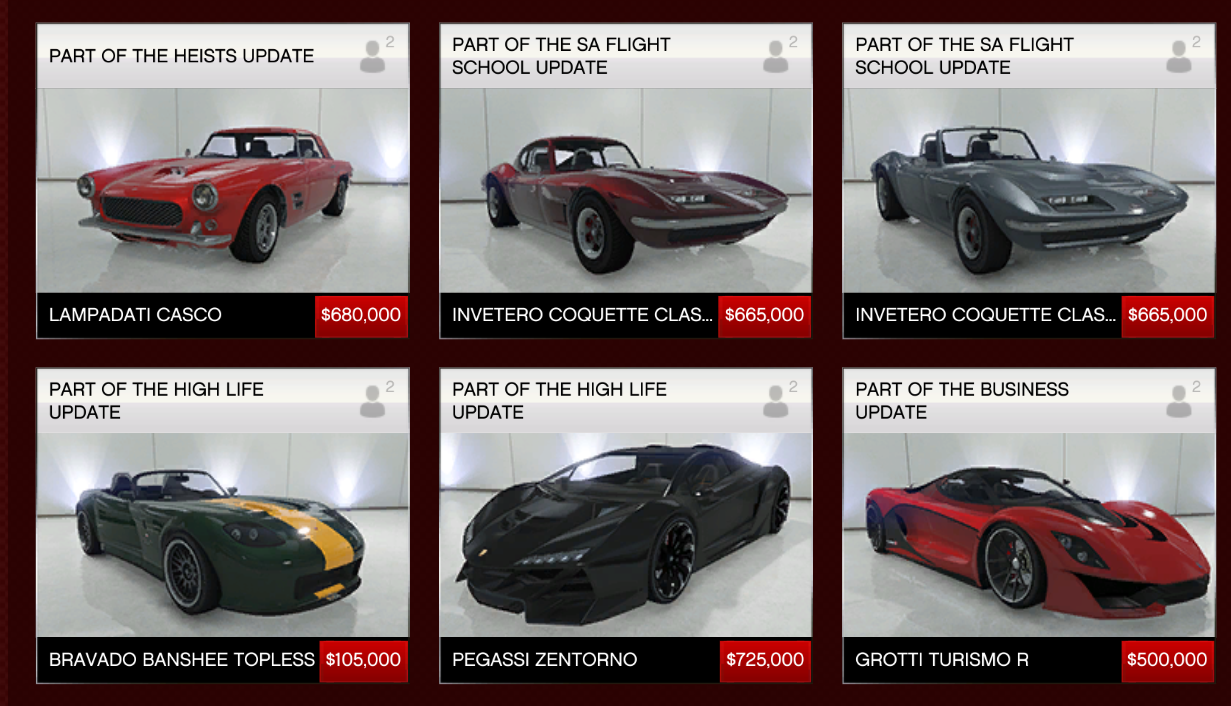 PART OF THE HEISTS UPDATE
2
PART OF THE SA FLIGHT
SCHOOL UPDATE
2
PART OF THE SA FLIGHT
SCHOOL UPDATE
2
LAMPADATI CASCO
$680,000
INVETERO COQUETTE CLAS...
$665,000
INVETERO COQUETTE CLAS...
$665,000
PART OF THE HIGH LIFE
UPDATE
2
PART OF THE HIGH LIFE
UPDATE
2
PART OF THE BUSINESS
UPDATE
2
BRAVADO BANSHEE TOPLESS
$105,000
PEGASSI ZENTORNO
$725,000
GROTTI TURISMO R
$500,000